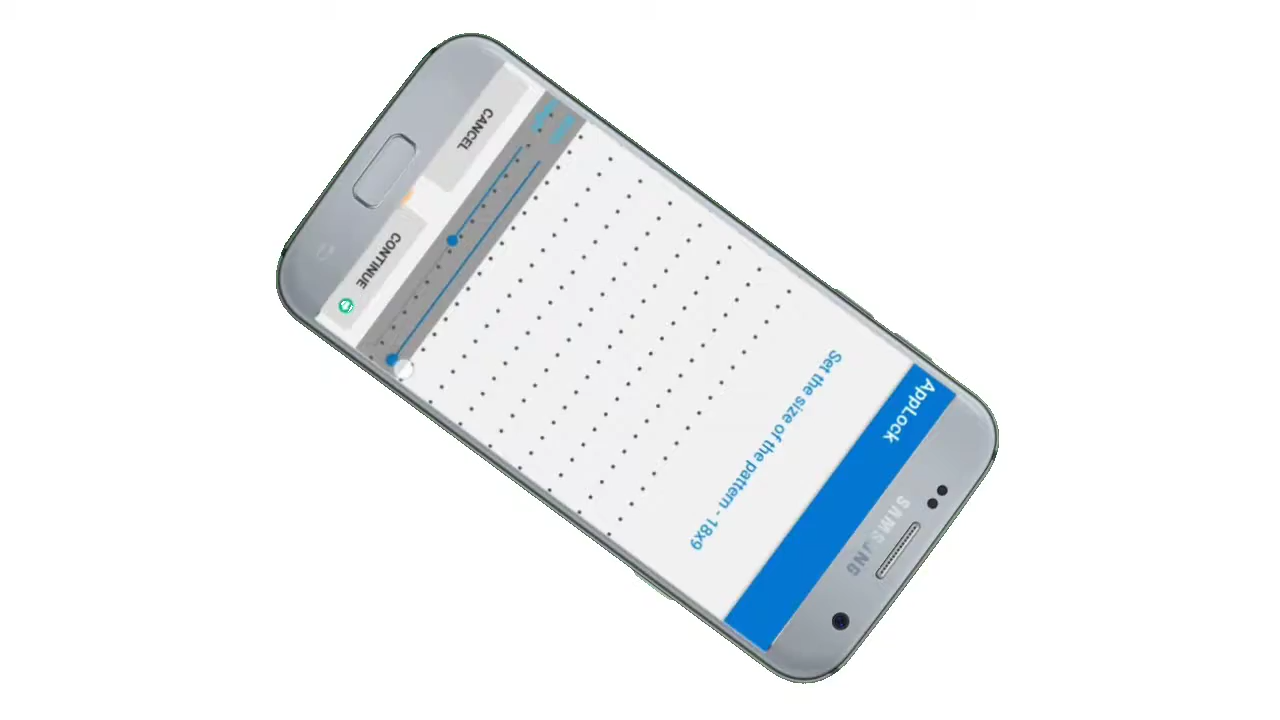 SAMSUNG
AppLock
Set the size of the pattern - 18x9
CANCEL
CONTINUE